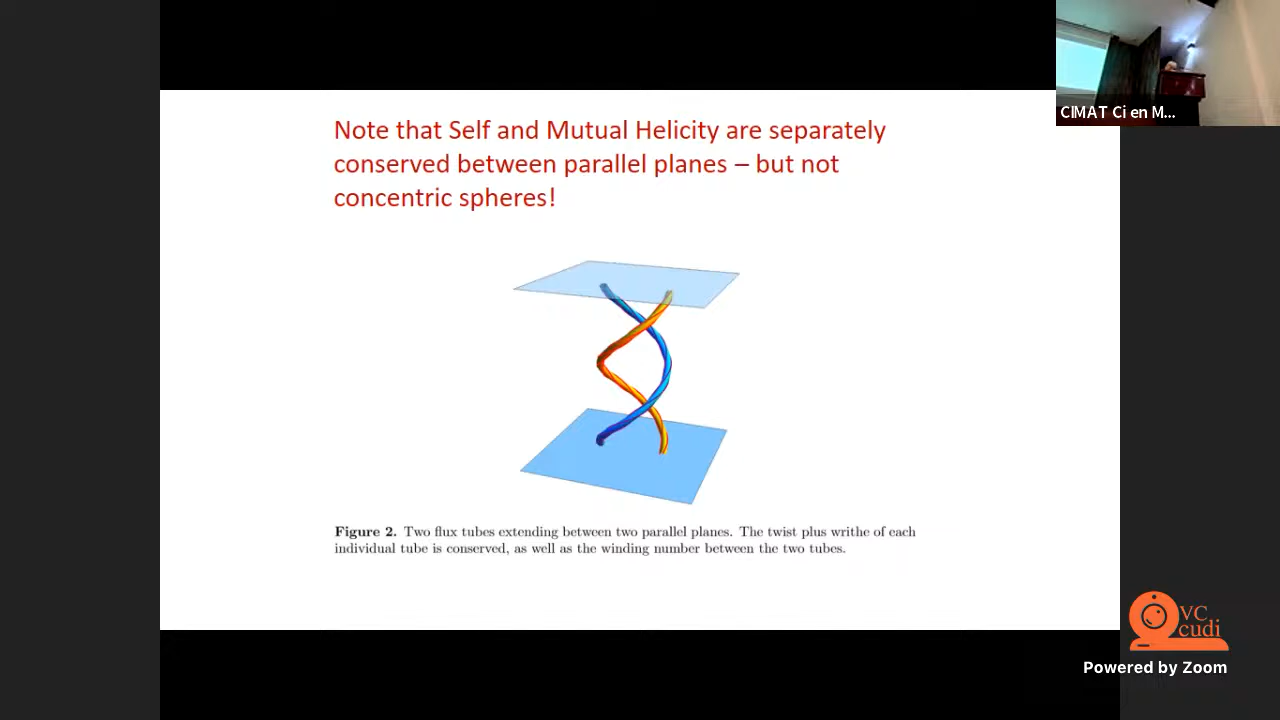 Note that Self and Mutual Helicity are separately
conserved between parallel planes – but not
concentric spheres!
Figure 2. Two flux tubes extending between two parallel planes. The twist plus writhe of each
individual tube is conserved, as well as the winding number between the two tubes.
CIMAT Ci en M...
VC
cudi
Powered by Zoom